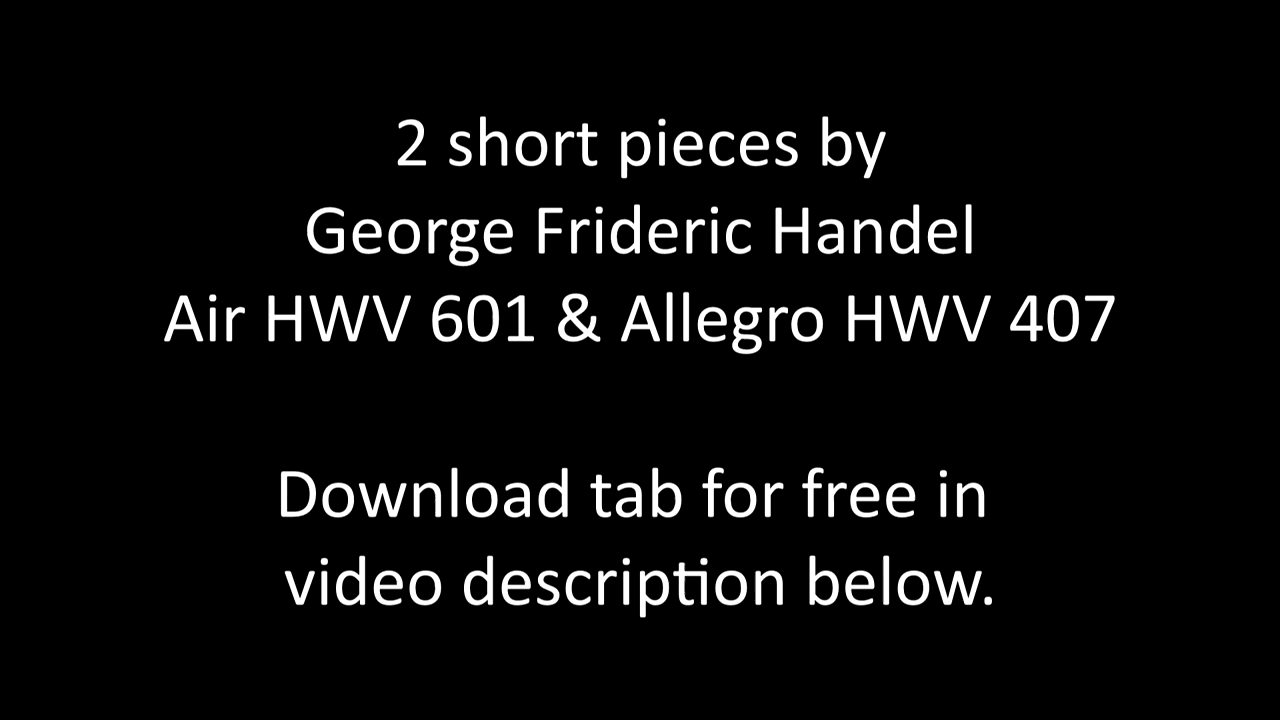 2 short pieces by
George Frideric Handel
Air HWV 601 & Allegro HWV 407
Download tab for free in
video description below.